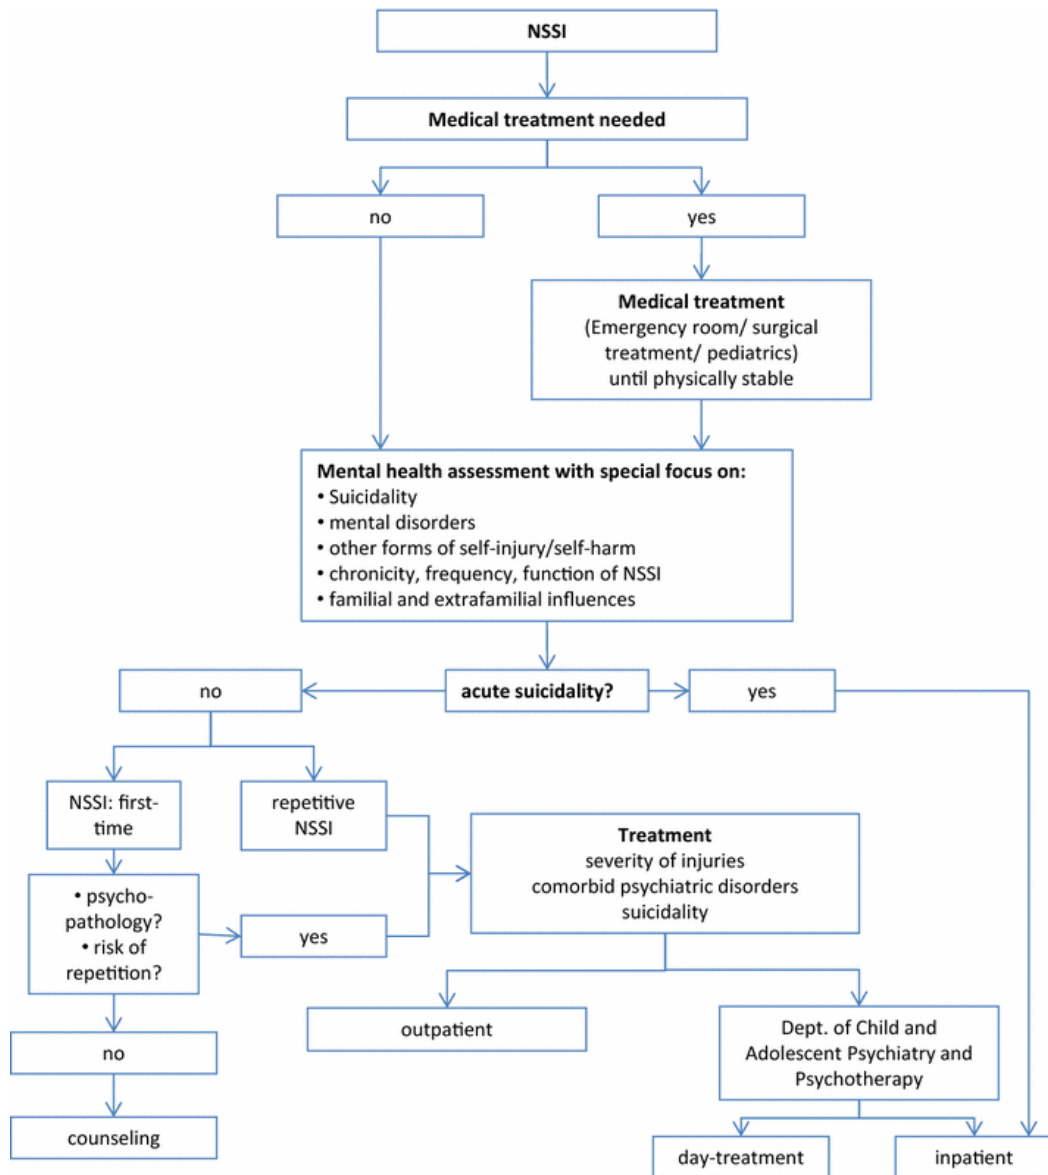 NSSI
Medical treatment needed
no
yes
Medical treatment
(Emergency room/ surgical
treatment/ pediatrics)
until physically stable
Mental health assessment with special focus on:
• Suicidality
• mental disorders
• other forms of self-injury/self-harm
• chronicity, frequency, function of NSSI
• familial and extrafamilial influences
no
acute suicidality?
yes
NSSI: first-
time
repetitive
NSSI
Treatment
severity of injuries
comorbid psychiatric disorders
suicidality
• psycho-
pathology?
• risk of
repetition?
yes
outpatient
Dept. of Child and
Adolescent Psychiatry and
Psychotherapy
no
counseling
day-treatment
inpatient